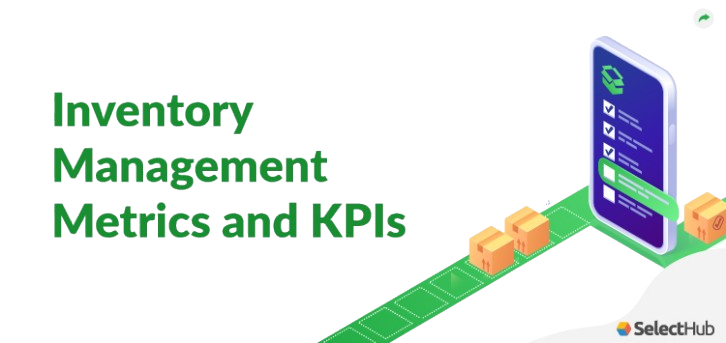 Inventory
Management
Metrics and KPIs
SelectHub